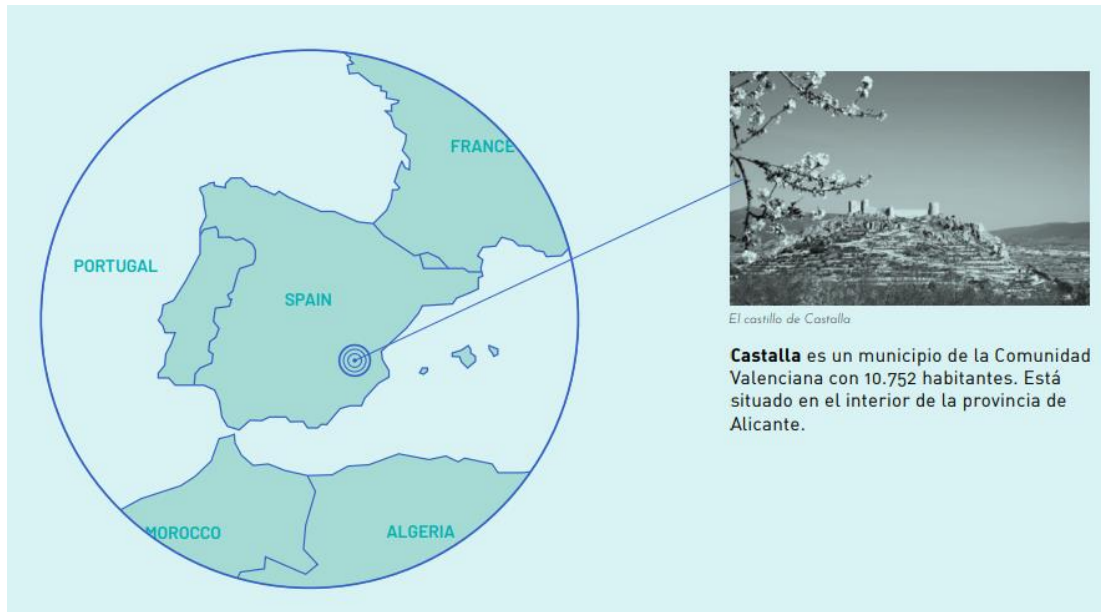 FRANCE
PORTUGAL
SPAIN
MOROCCO
ALGERIA
El castillo de Castalla
Castalla es un municipio de la Comunidad
Valenciana con 10.752 habitantes. Está
situado en el interior de la provincia de
Alicante.